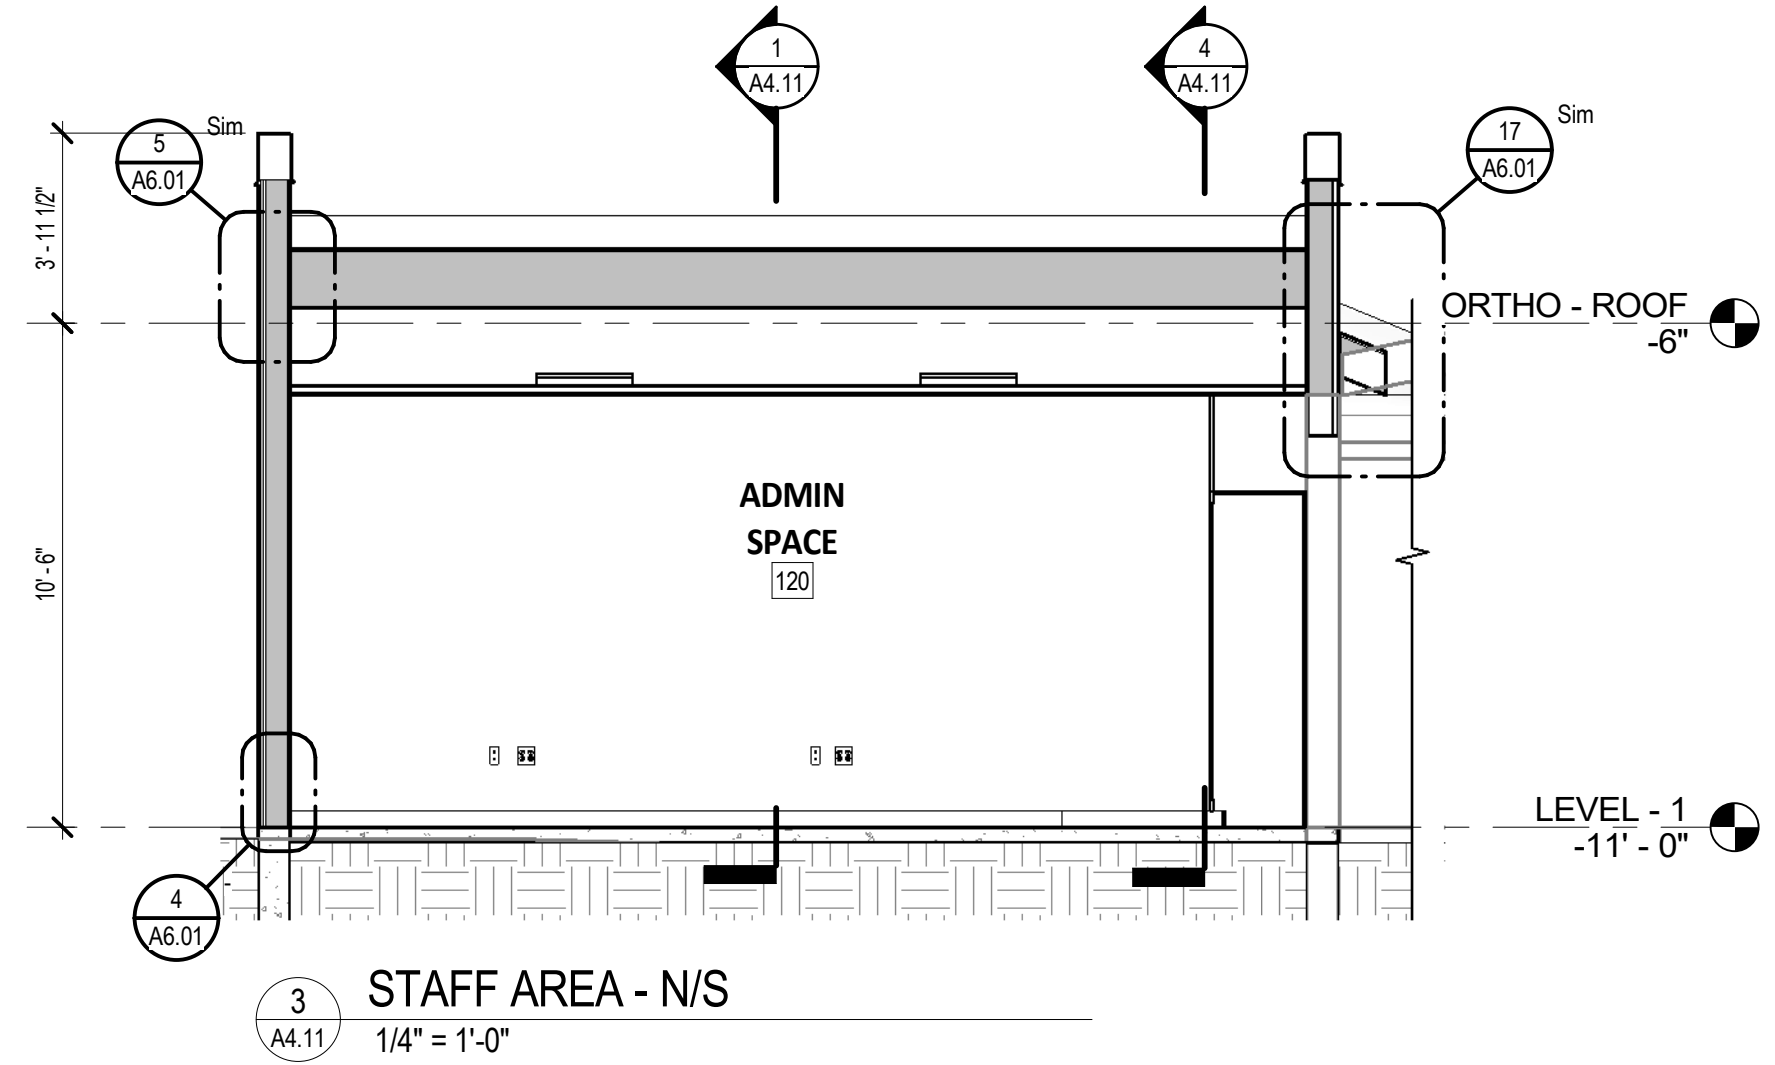 1
A4.11
4
A4.11
5
A6.01
Sim
17
A6.01
Sim
3' - 11 1/2"
ORTHO - ROOF
-6"
ADMIN
SPACE
120
10' - 6"
LEVEL - 1
-11' - 0"
4
A6.01
3
A4.11
STAFF AREA - N/S
1/4" = 1'-0"